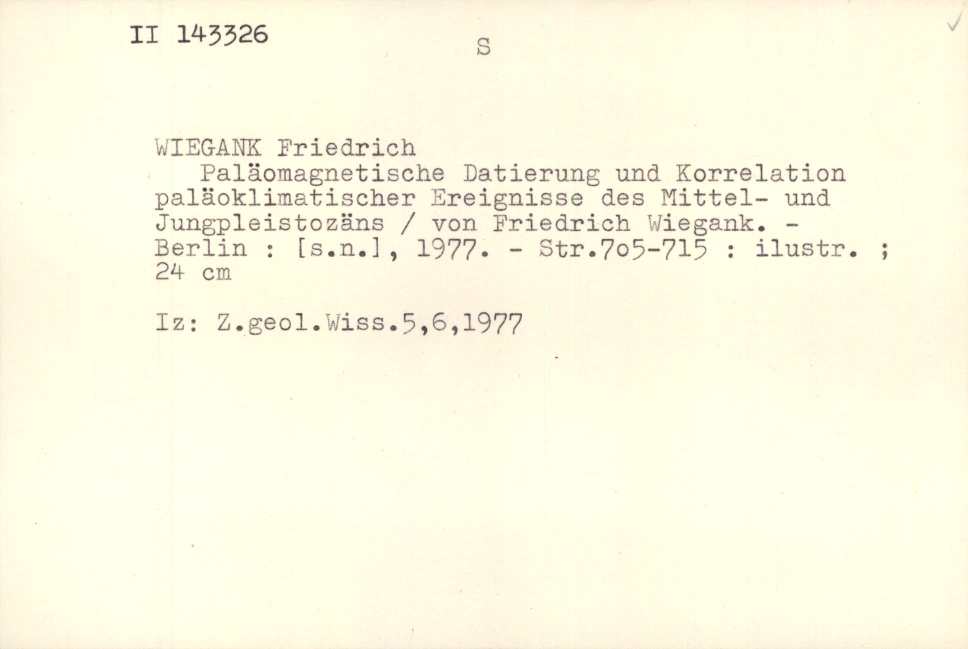 II 143326
S
WIEGANK Friedrich
Paläomagnetische Datierung und Korrelation
paläoklimatischer Ereignisse des Mittel- und
Jungpleistozäns / von Friedrich Wiegank. -
Berlin : [s.n.], 1977. - Str.7o5-715 : ilustr. ;
24 cm
Iz: Z.geol.Wiss.5,6,1977